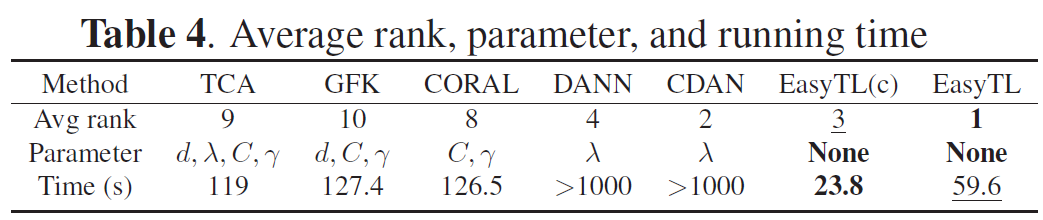 Table 4. Average rank, parameter, and running time
Method TCA GFK CORAL DANN CDAN EasyTL(c) EasyTL
Avg rank 9 10 8 4 2 3 1
Parameter d, λ, C, γ d, C, γ C, γ λ λ None None
Time (s) 119 127.4 126.5 >1000 >1000 23.8 59.6